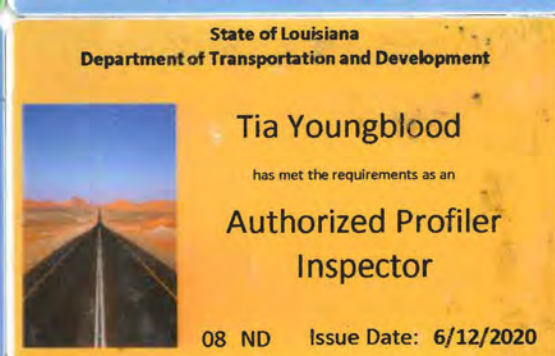 State of Louisiana
Department of Transportation and Development
Tia Youngblood
has met the requirements as an
Authorized Profiler
Inspector
08 ND Issue Date: 6/12/2020